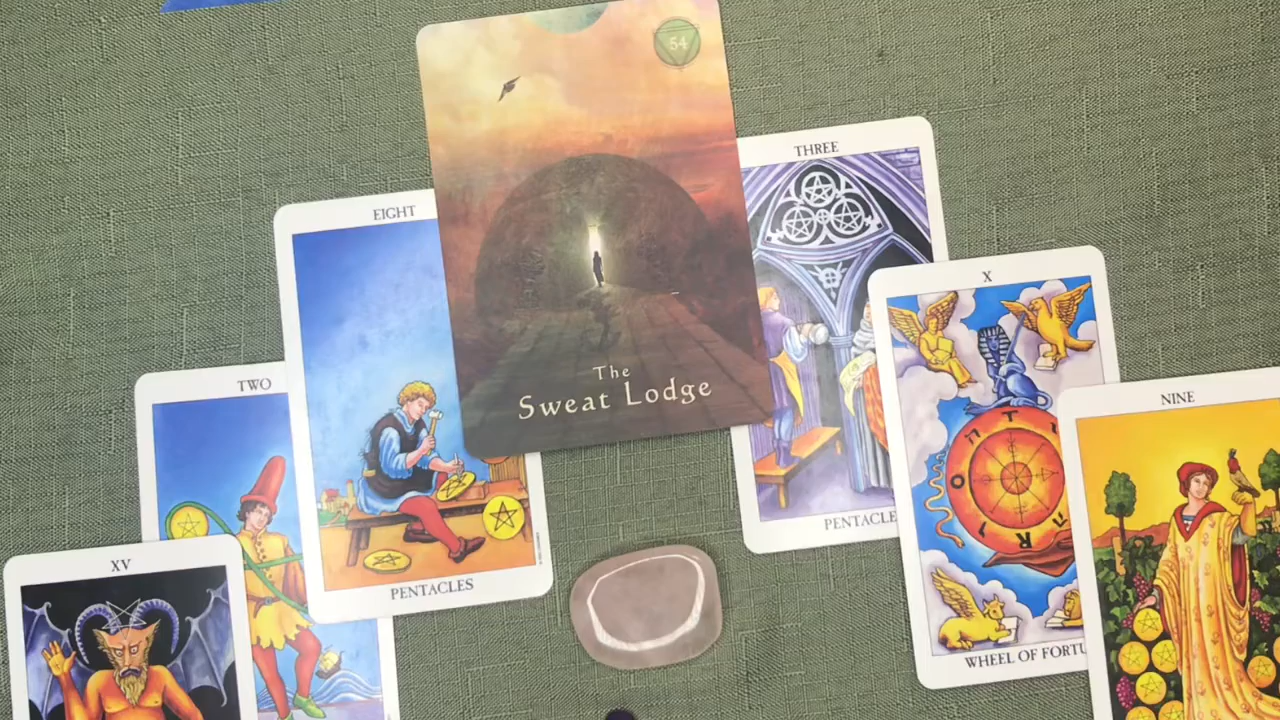 54
The
Sweat Lodge
EIGHT
PENTACLES
THREE
PENTACLE
TWO
XV
X
T
A
R
O
WHEEL OF FORTU
NINE